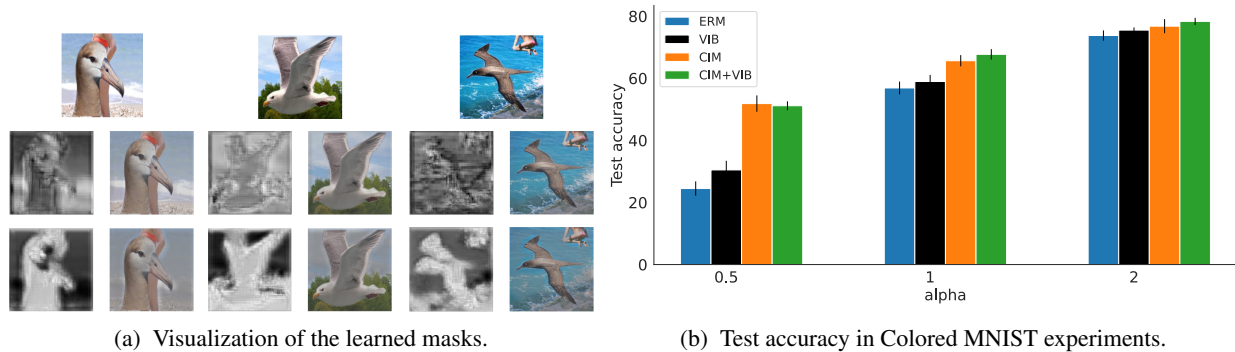 80
60
40
20
0
Test accuracy
ERM
VIB
CIM
CIM+VIB
0.5 1 2
alpha
(a) Visualization of the learned masks.
(b) Test accuracy in Colored MNIST experiments.